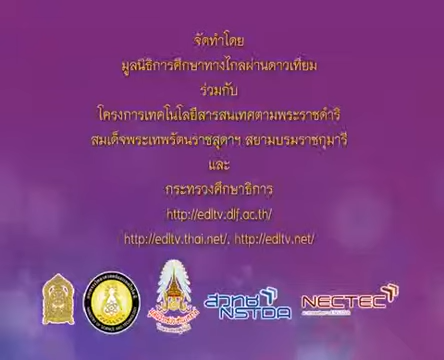 จัดทำโดย
มูลนิธิการศึกษาทางไกลผ่านดาวเทียม
ร่วมกับ
โครงการเทคโนโลยีสารสนเทศตามพระราชดำริ
สมเด็จพระเทพรัตนราชสุดาฯ สยามบรมราชกุมารี
และ
กระทรวงศึกษาธิการ
http://edltv.dlf.ac.th/
http://edltv.thai.net/, http://edltv.net/
สวทช NECTEC
NSTDA